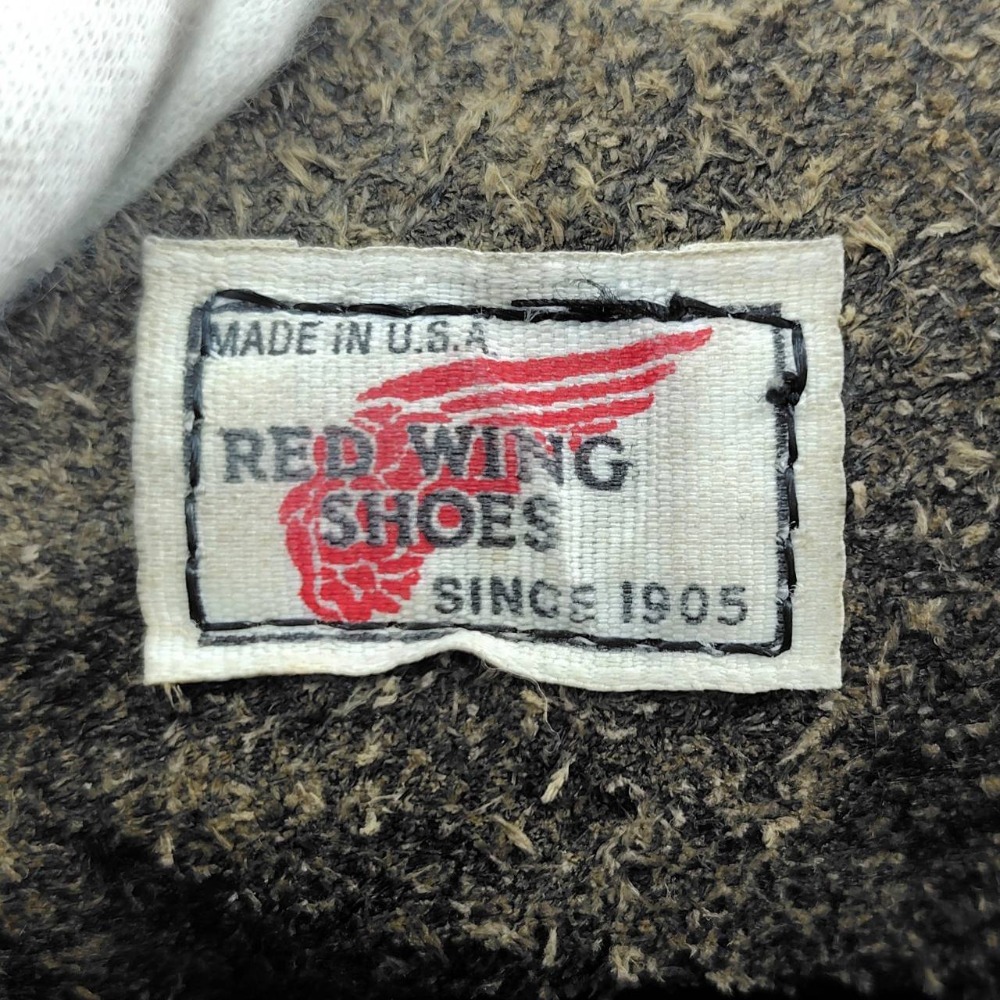 MADE IN U.S.A.
RED WING
SHOES
SINCE 1905